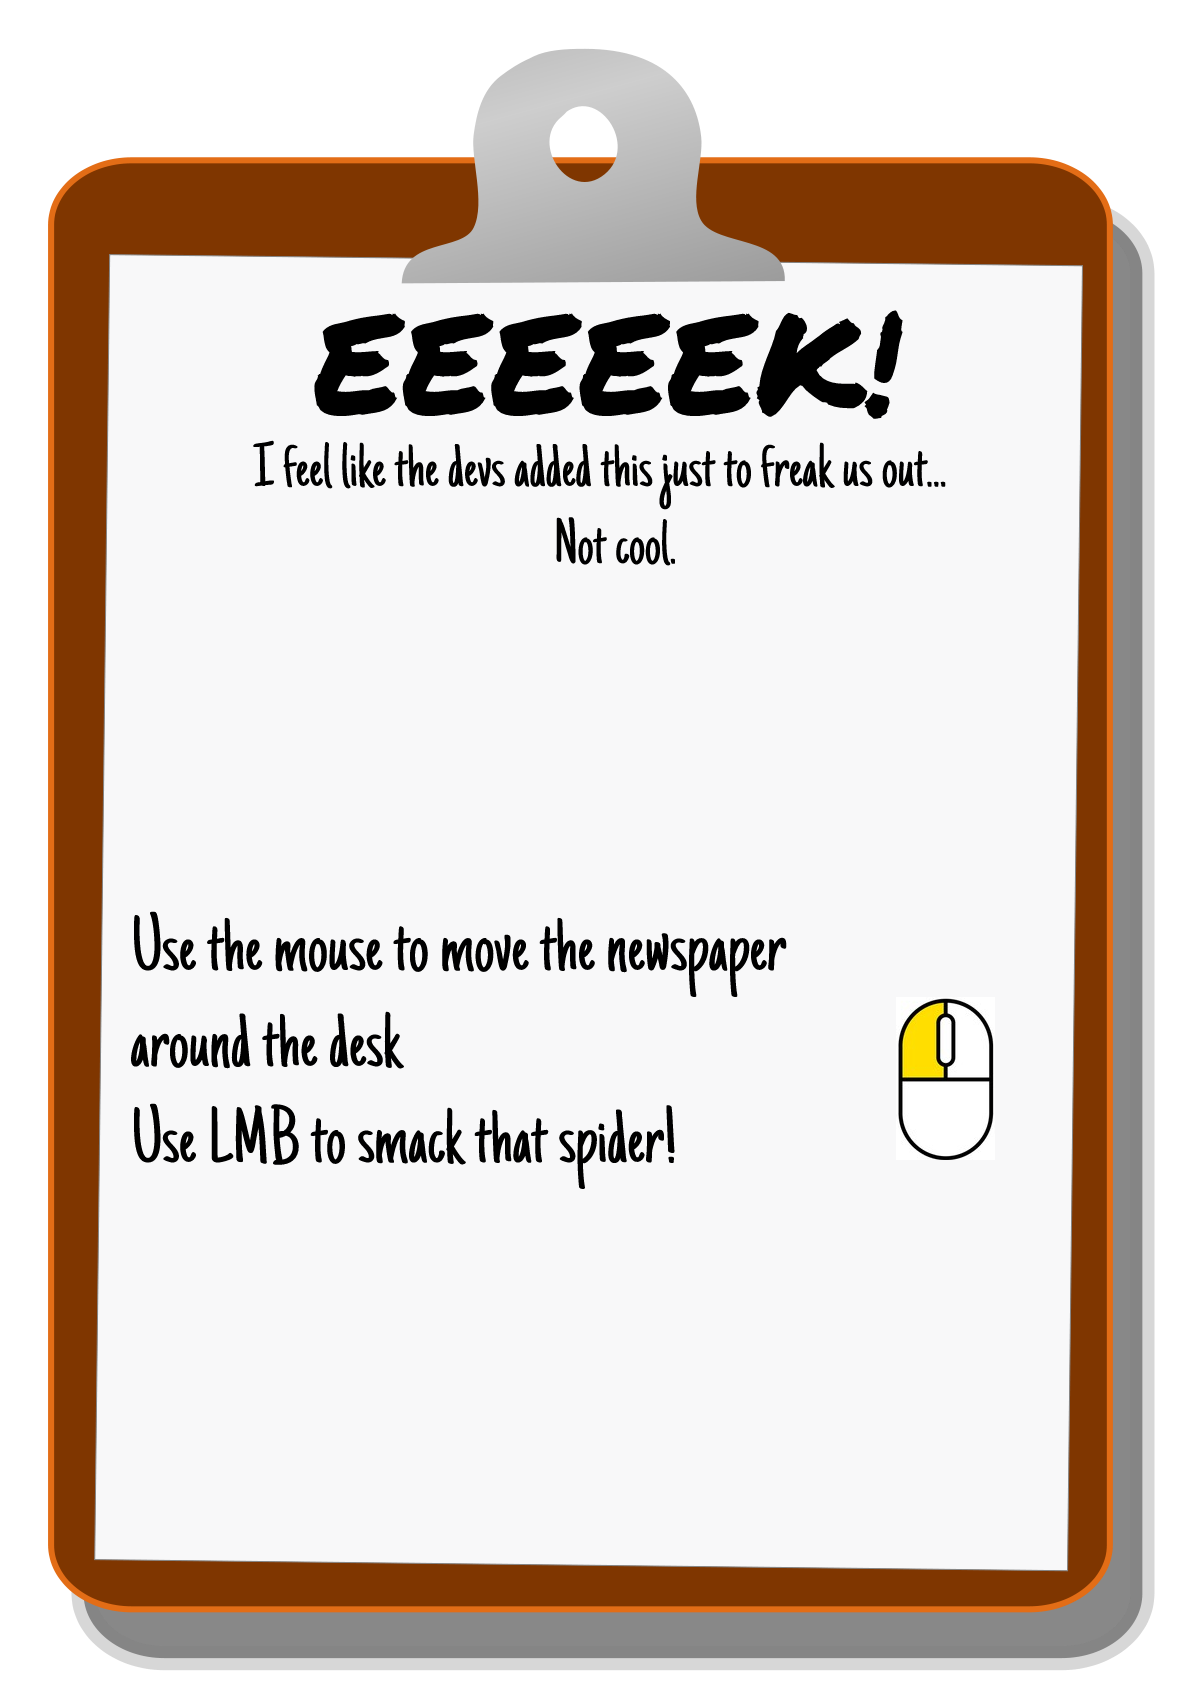 EEEEEK!
I feel like the devs added this just to freak us out...
Not cool.
Use the mouse to move the newspaper
around the desk
Use LMB to smack that spider!